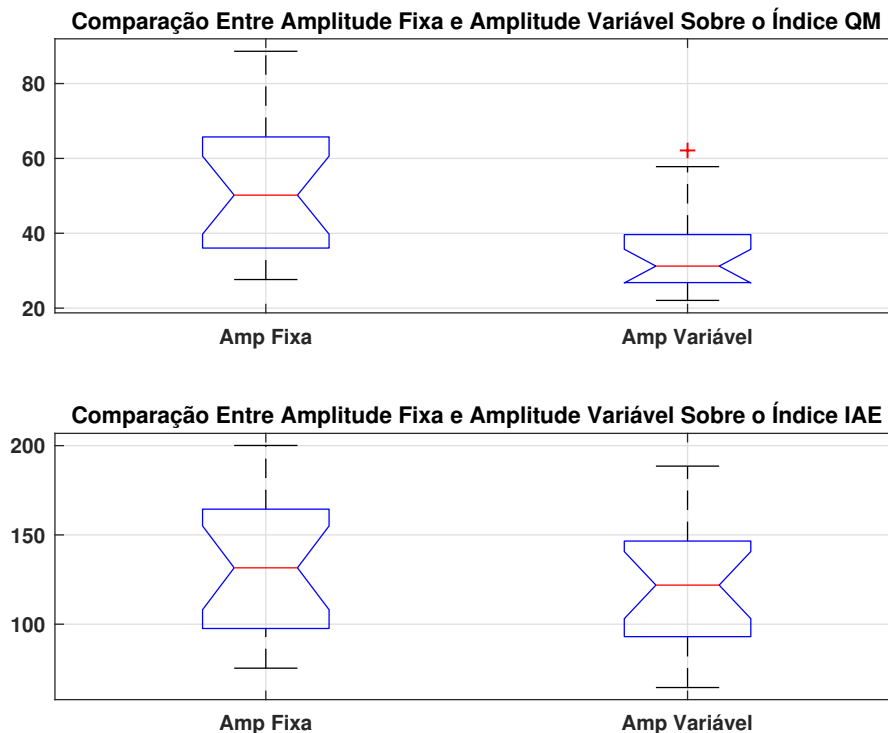 Comparação Entre Amplitude Fixa e Amplitude Variável Sobre o Índice QM
80
60
40
20
Amp Fixa Amp Variável
Comparação Entre Amplitude Fixa e Amplitude Variável Sobre o Índice IAE
200
150
100
Amp Fixa Amp Variável